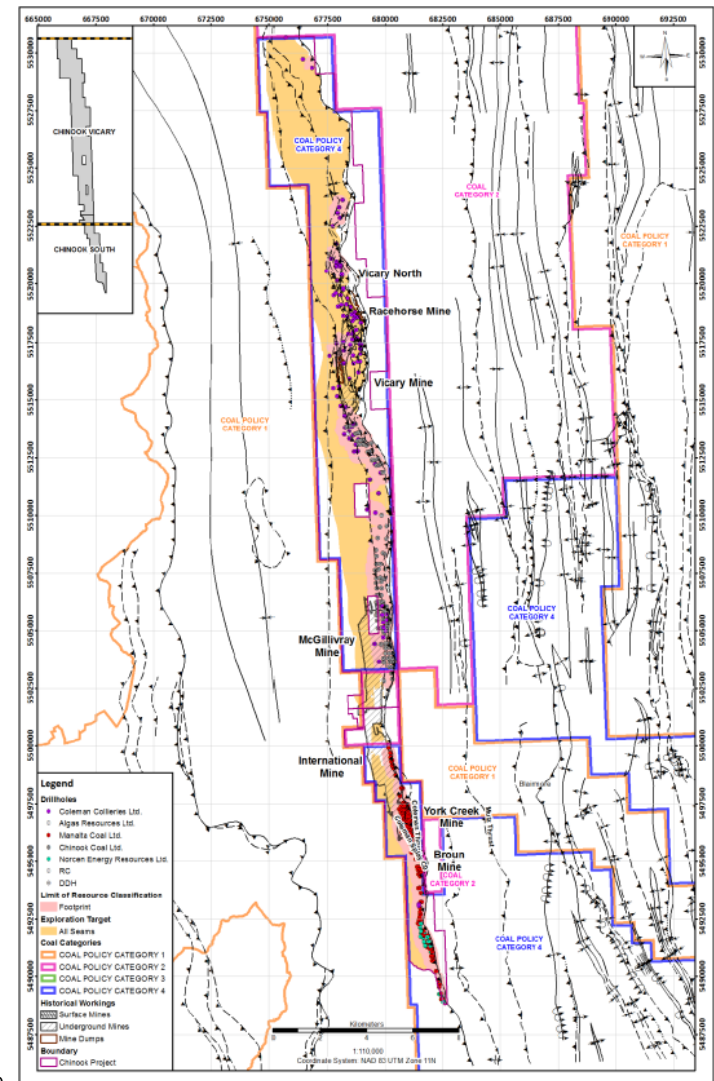 665000 667500 670000 672500 675000 677500 680000 682500 685000 687500 690000 692500
5530000
5527500
5525000
5522500
5520000
5517500
5515000
5512500
5510000
5507500
5505000
5502500
5500000
5497500
5495000
5492500
5490000
5487500
CHINOOK VICARY
CHINOOK SOUTH
N
W E
S
COAL POLICY
CATEGORY 4
COAL
CATEGORY 2
COAL POLICY
CATEGORY 1
Vicary North
Racehorse Mine
Vicary Mine
COAL POLICY
CATEGORY 1
COAL POLICY
CATEGORY 4
McGillivray
Mine
International
Mine
COAL POLICY
CATEGORY 1
Blairmore
York Creek
Mine
Coleman Thrust
Mutz Thrust
Broun
Mine
COAL
CATEGORY 2
COAL POLICY
CATEGORY 4
Legend
Drillholes
Coleman Collieries Ltd.
Algas Resources Ltd.
Manalta Coal Ltd.
Chinook Coal Ltd.
Norcen Energy Resources Ltd.
RC
DDH
Limit of Resource Classification
Footprint
Exploration Target
All Seams
Coal Categories
COAL POLICY CATEGORY 1
COAL POLICY CATEGORY 2
COAL POLICY CATEGORY 3
COAL POLICY CATEGORY 4
Historical Workings
Surface Mines
Underground Mines
Mine Dumps
Boundary
Chinook Project
Kilometers
0 2 4 6 8
1:110,000
Coordinate System: NAD 83 UTM Zone 11N